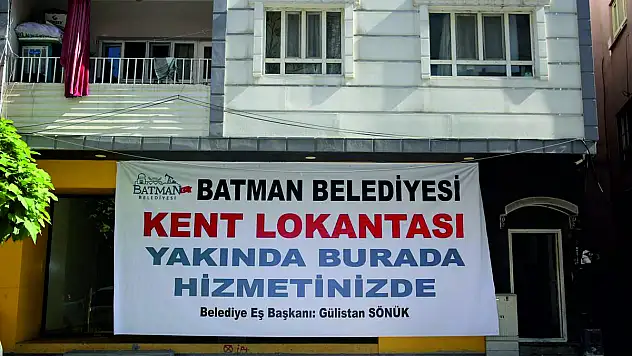 BATMAN
BELEDİYESİ
BATMAN BELEDİYESİ
KENT LOKANTASI
YAKINDA BURADA
HİZMETİNİZDE
Belediye Eş Başkanı: Gülistan SÖNÜK